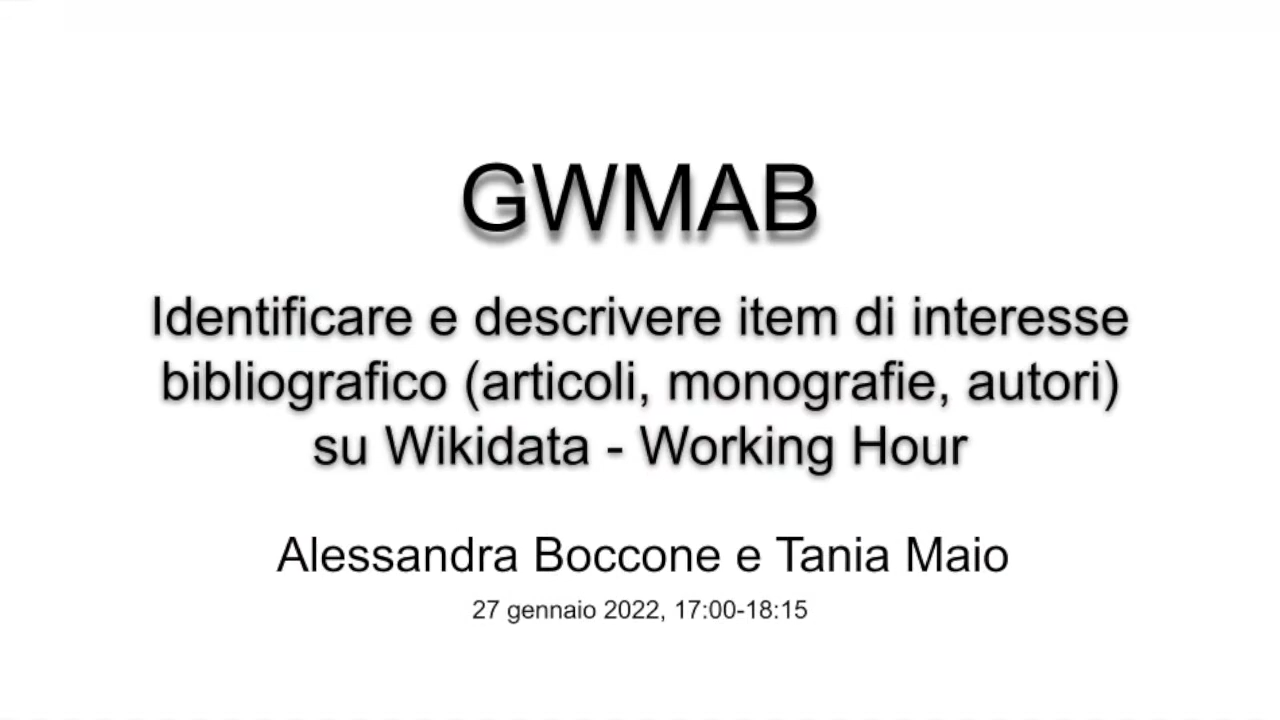 GWMAB
Identificare e descrivere item di interesse
bibliografico (articoli, monografie, autori)
su Wikidata - Working Hour
Alessandra Boccone e Tania Maio
27 gennaio 2022, 17:00-18:15